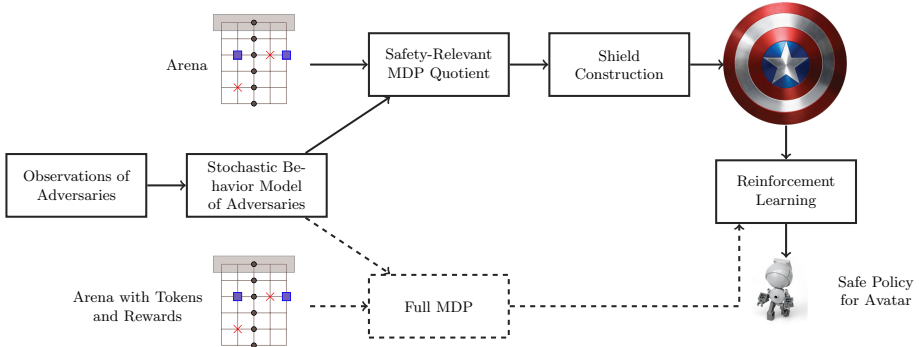 Arena
Safety-Relevant
MDP Quotient
Shield
Construction
Observations of
Adversaries
Stochastic Be-
havior Model
of Adversaries
Reinforcement
Learning
Arena with Tokens
and Rewards
Full MDP
Safe Policy
for Avatar